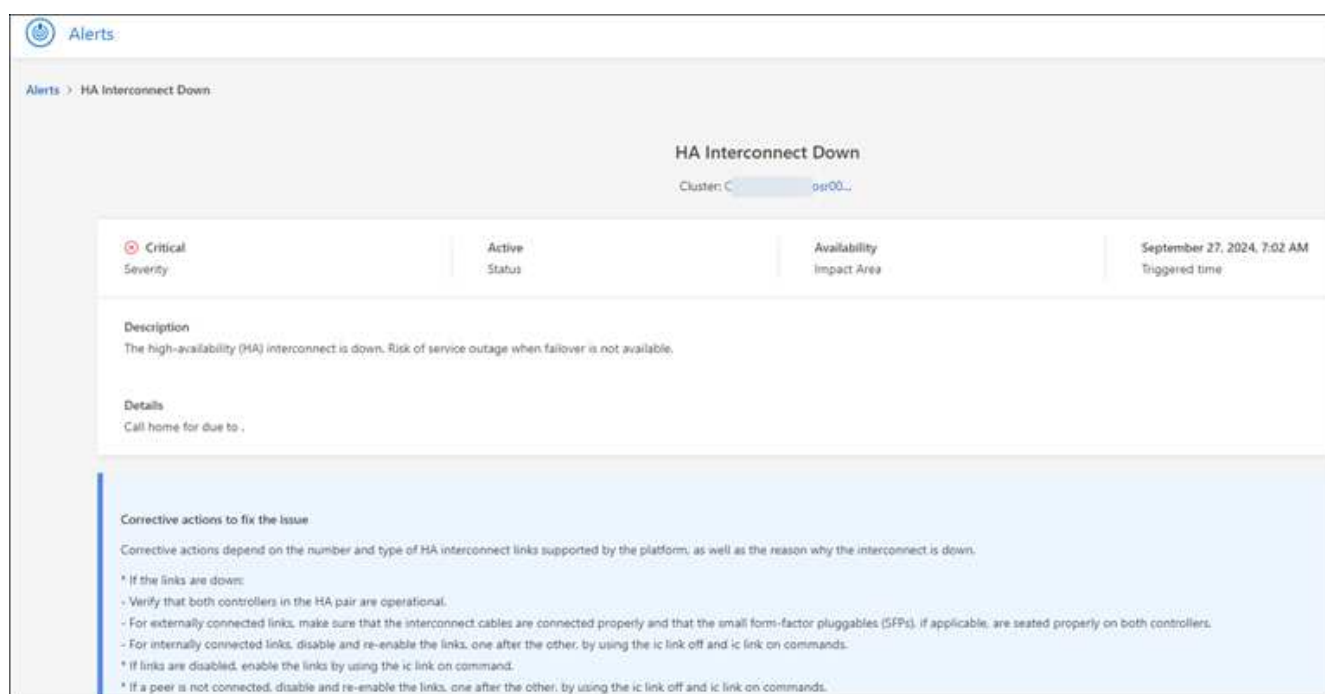 Alerts
Alerts > HA Interconnect Down
HA Interconnect Down
Cluster: C osr00...
Critical
Severity
Active
Status
Availability
Impact Area
September 27, 2024, 7:02 AM
Triggered time
Description
The high-availability (HA) interconnect is down. Risk of service outage when failover is not available.
Details
Call home for due to .
Corrective actions to fix the issue
Corrective actions depend on the number and type of HA interconnect links supported by the platform, as well as the reason why the interconnect is down.
* If the links are down:
- Verify that both controllers in the HA pair are operational.
- For externally connected links, make sure that the interconnect cables are connected properly and that the small form-factor pluggables (SFPs), if applicable, are seated properly on both controllers.
- For internally connected links, disable and re-enable the links, one after the other, by using the ic link off and ic link on commands.
* If links are disabled, enable the links by using the ic link on command.
* If a peer is not connected, disable and re-enable the links, one after the other, by using the ic link off and ic link on commands.